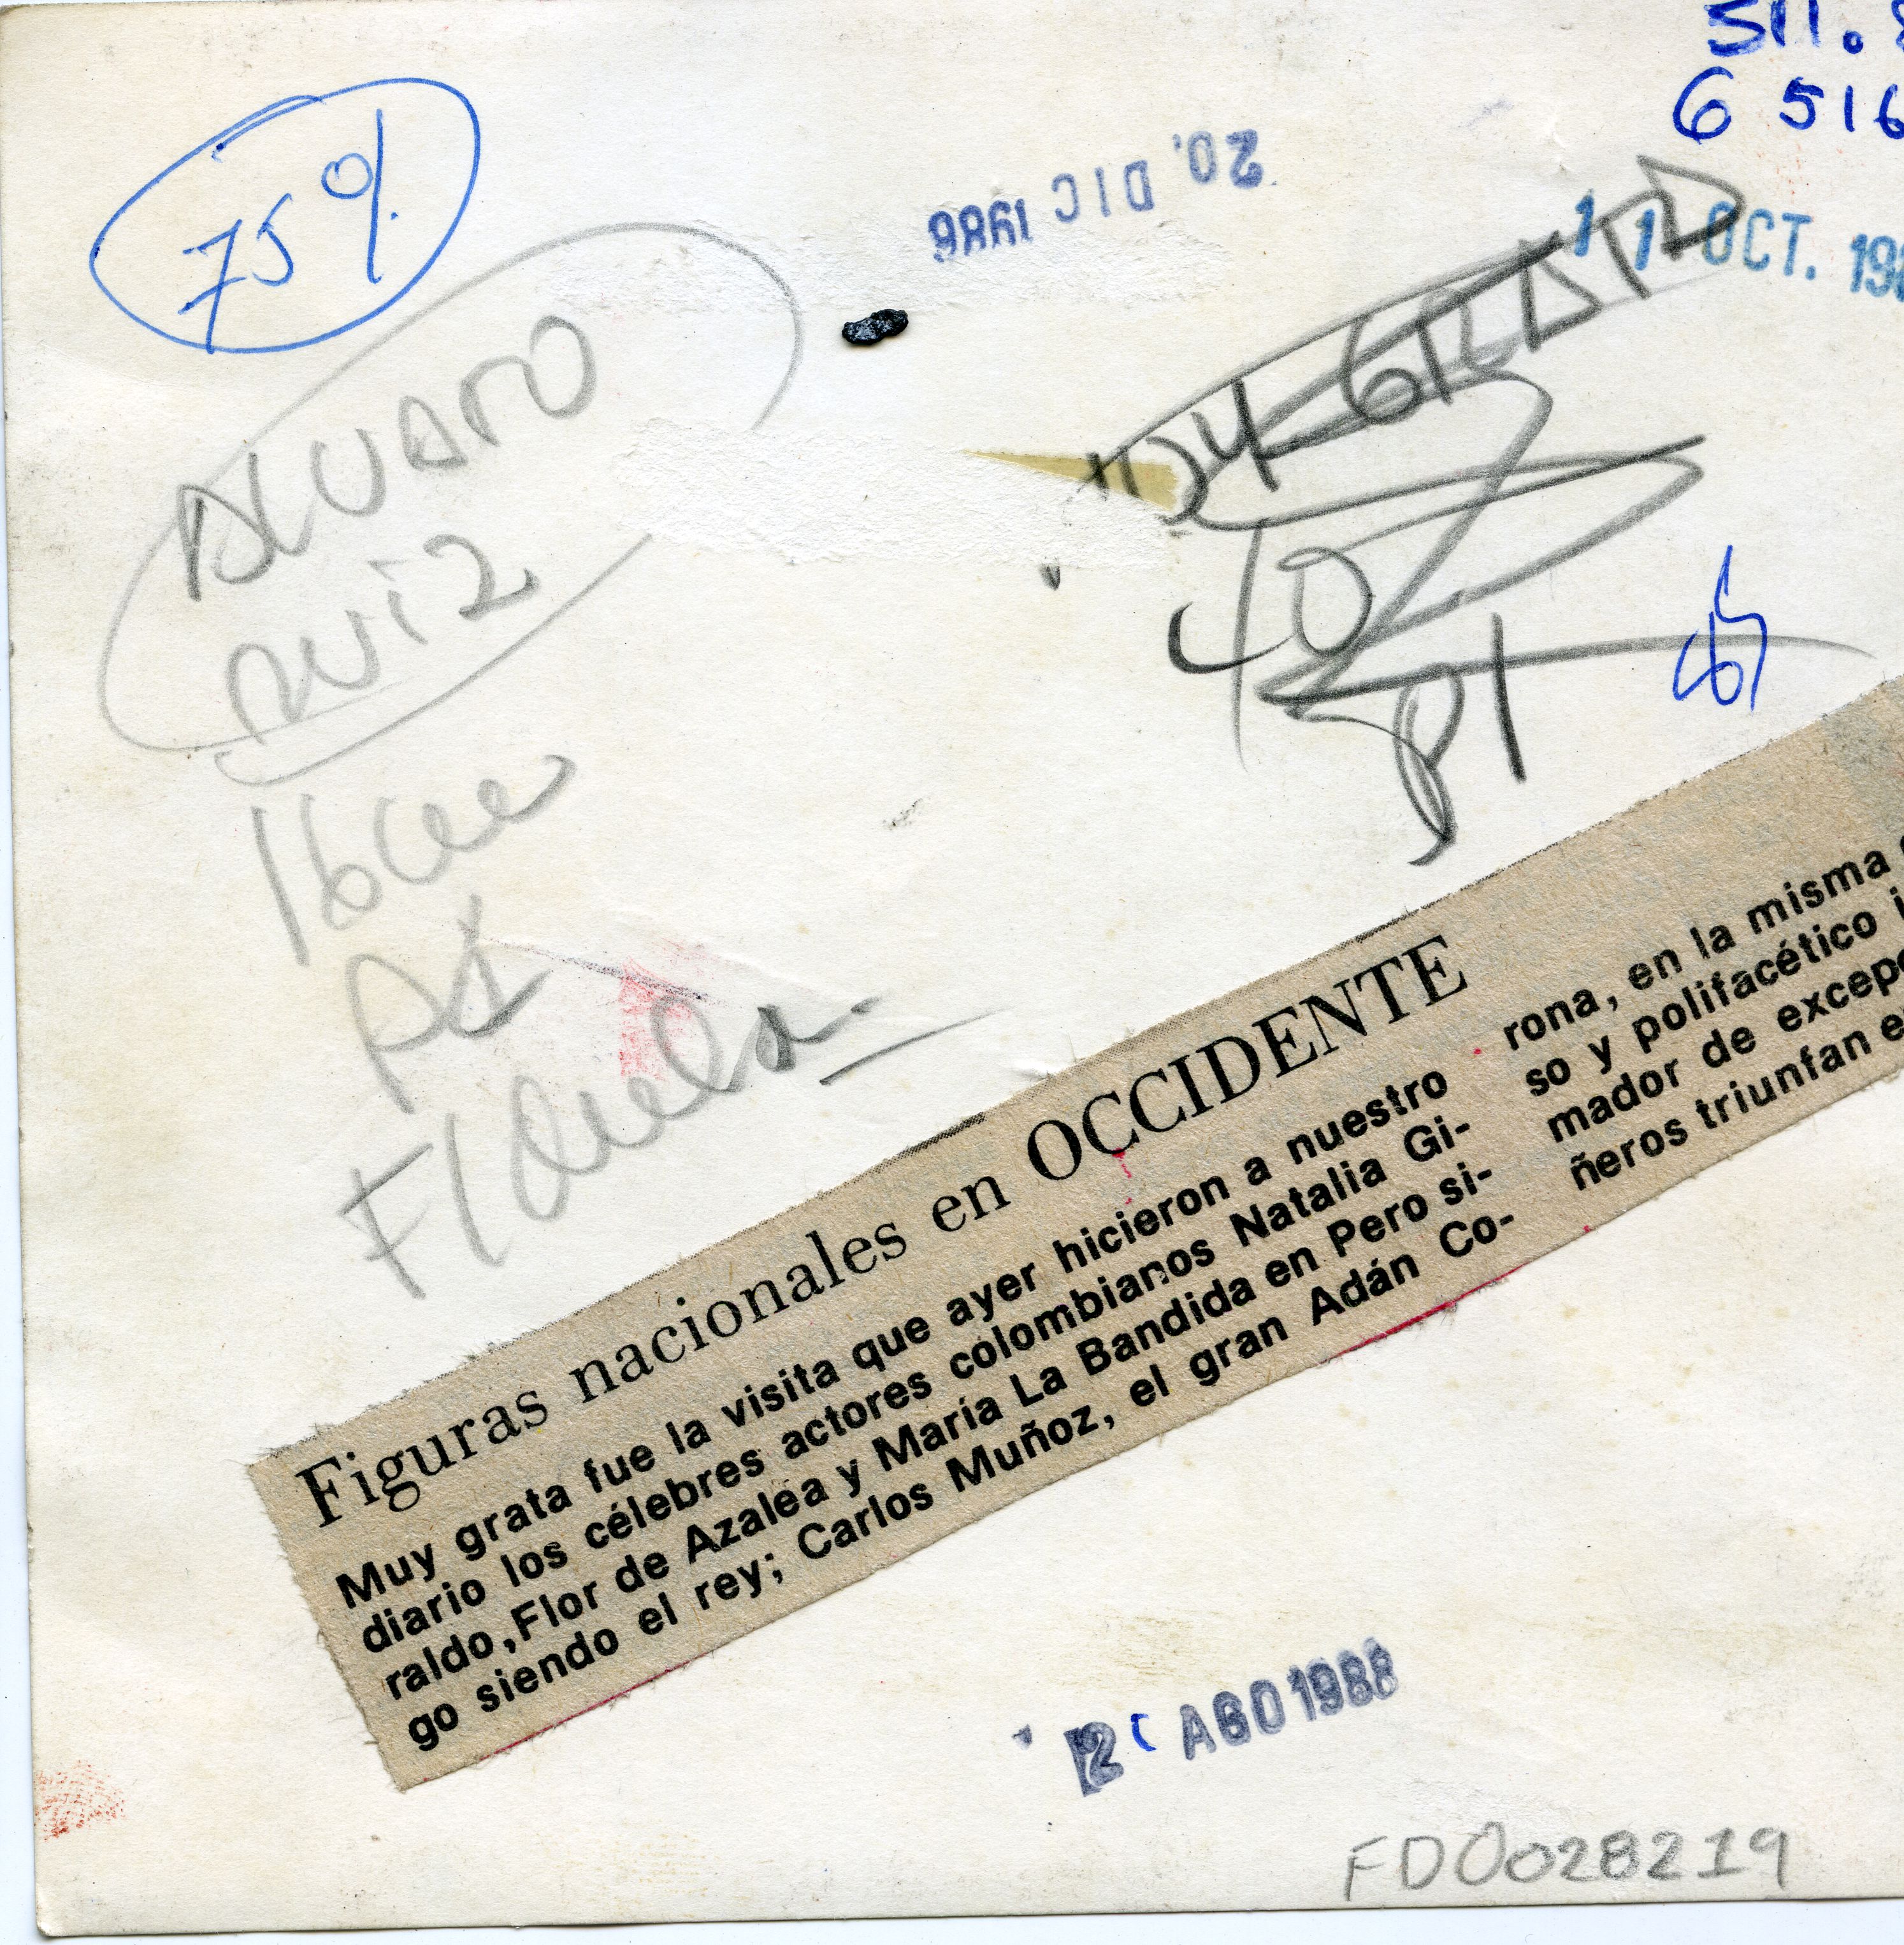 75%
511.
6 516
20. DIC 1986
11 OCT. 198
ALVARO
RUIZ
40
81
Figuras nacionales en OCCIDENTE
Muy grata fue la visita que ayer hicieron a nuestro
diario los célebres actores colombianos Natalia Gi-
raldo, Flor de Azalea y María La Bandida en Pero si-
go siendo el rey; Carlos Muñoz, el gran Adán Co-
rona, en la misma
so y polifacético
mador de excep
ñeros triunfan e
AGO 1988
FD0028219